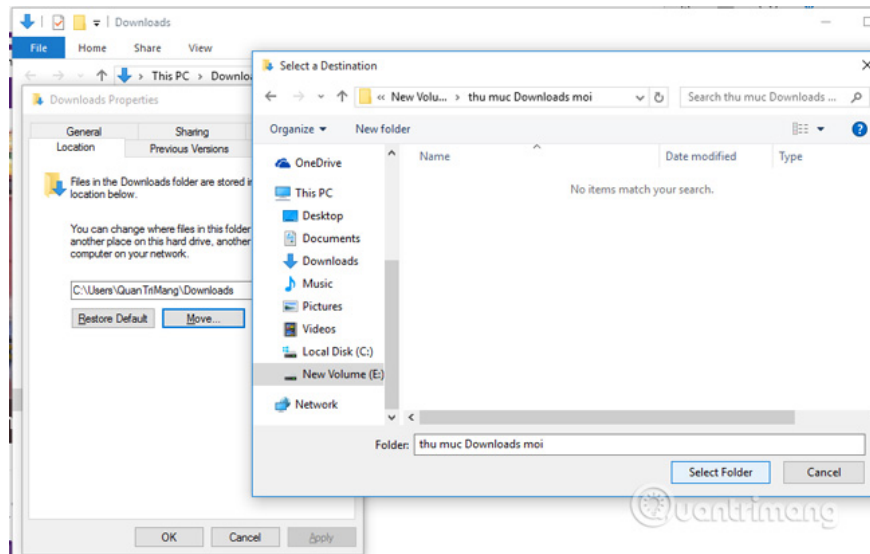 Downloads
File Home Share View
This PC > Downloa
Downloads Properties
General Sharing
Location Previous Versions
Files in the Downloads folder are stored i
location below.
You can change where files in this folder
another place on this hard drive, another
computer on your network.
C:\Users\QuanTriMang\Downloads
Restore Default Move...
OK Cancel Apply
Select a Destination
« New Volu... > thu muc Downloads moi
Search thu muc Downloads ...
Organize New folder
OneDrive
This PC
Desktop
Documents
Downloads
Music
Pictures
Videos
Local Disk (C:)
New Volume (E:)
Network
Name Date modified Type
No items match your search.
Folder: thu muc Downloads moi
Select Folder Cancel
Quantrimang